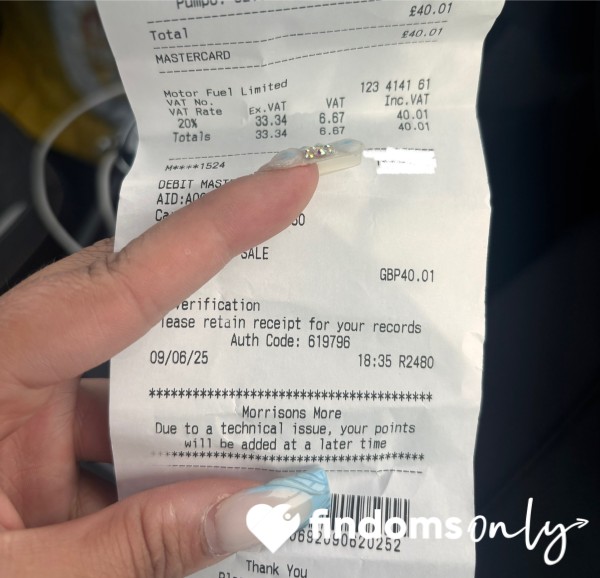 £40.01
Total £40.01
MASTERCARD
Motor Fuel Limited
VAT No. 123 4141 61
VAT Rate Ex.VAT VAT Inc.VAT
20% 33.34 6.67 40.01
Totals 33.34 6.67 40.01
M****1524
DEBIT
SALE
GBP40.01
verification
lease retain receipt for your records
Auth Code: 619796
09/06/25 18:35 R2480
Morrisons More
Due to a technical issue, your points
will be added at a later time
findomsonly
Thank You